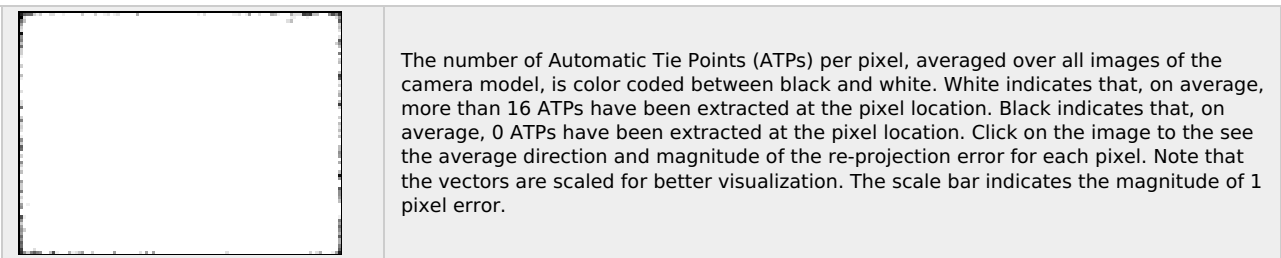 The number of Automatic Tie Points (ATPs) per pixel, averaged over all images of the
camera model, is color coded between black and white. White indicates that, on average,
more than 16 ATPs have been extracted at the pixel location. Black indicates that, on
average, 0 ATPs have been extracted at the pixel location. Click on the image to the see
the average direction and magnitude of the re-projection error for each pixel. Note that
the vectors are scaled for better visualization. The scale bar indicates the magnitude of 1
pixel error.